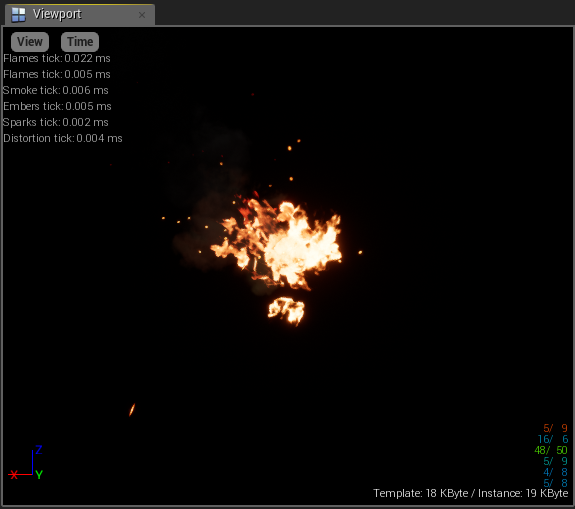 Viewport
View Time
Flames tick: 0.022 ms
Flames tick: 0.005 ms
Smoke tick: 0.006 ms
Embers tick: 0.005 ms
Sparks tick: 0.002 ms
Distortion tick: 0.004 ms
5/ 9
16/ 6
48/ 50
5/ 9
4/ 8
5/ 8
Template: 18 KByte / Instance: 19 KByte
Z
X Y